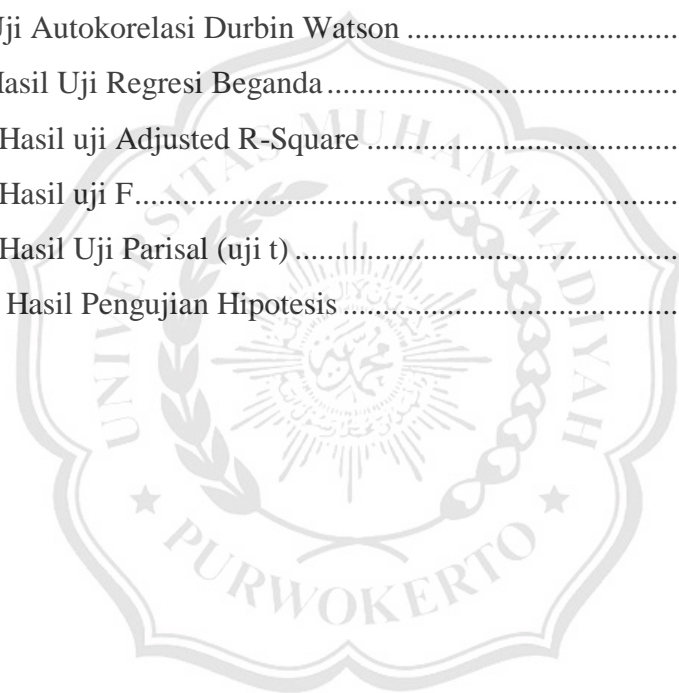 Uji Autokorelasi Durbin Watson ..................................
Hasil Uji Regresi Beganda ..............................................
Hasil uji Adjusted R-Square ........................................
Hasil uji F .......................................................................
Hasil Uji Parisal (uji t) ..................................................
Hasil Pengujian Hipotesis ...........................................
UNIVERSITAS MUHAMMADIYAH
PURWOKERTO